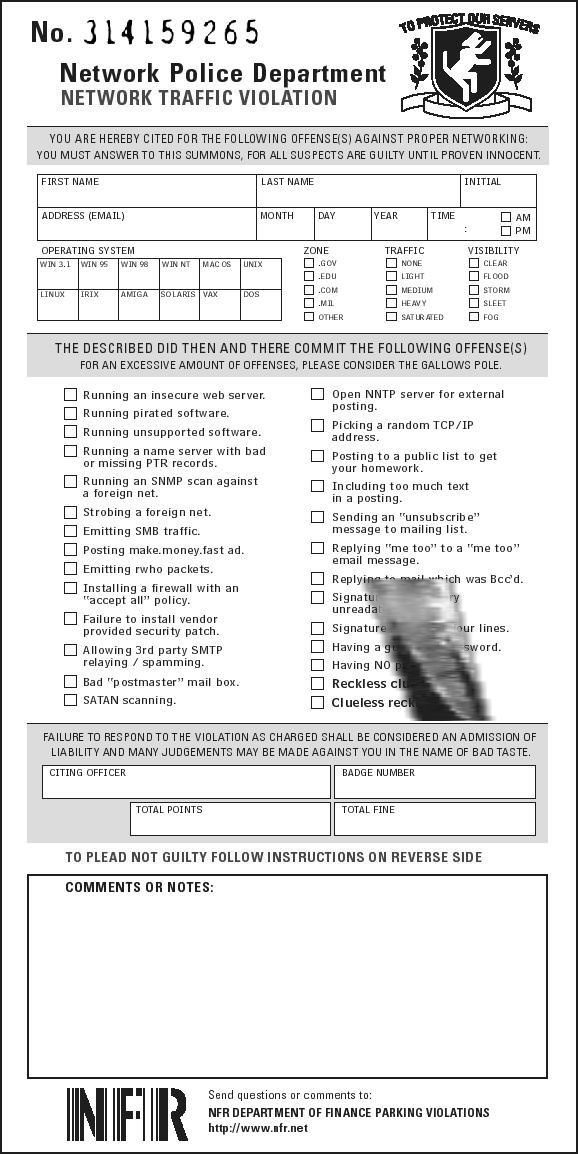 No. 314159265
TO PROTECT OUR SERVERS
Network Police Department
NETWORK TRAFFIC VIOLATION
YOU ARE HEREBY CITED FOR THE FOLLOWING OFFENSE(S) AGAINST PROPER NETWORKING:
YOU MUST ANSWER TO THIS SUMMONS, FOR ALL SUSPECTS ARE GUILTY UNTIL PROVEN INNOCENT.
FIRST NAME LAST NAME INITIAL
ADDRESS (EMAIL) MONTH DAY YEAR TIME : AM
PM
OPERATING SYSTEM ZONE TRAFFIC VISIBILITY
WIN 3.1 WIN 95 WIN 98 WIN NT MAC OS UNIX .GOV NONE CLEAR
.EDU LIGHT FLOOD
LINUX IRIX AMIGA SOLARIS VAX DOS .COM MEDIUM STORM
.MIL HEAVY SLEET
OTHER SATURATED FOG
THE DESCRIBED DID THEN AND THERE COMMIT THE FOLLOWING OFFENSE(S)
FOR AN EXCESSIVE AMOUNT OF OFFENSES, PLEASE CONSIDER THE GALLOWS POLE.
Running an insecure web server.
Running pirated software.
Running unsupported software.
Running a name server with bad
or missing PTR records.
Running an SNMP scan against
a foreign net.
Strobing a foreign net.
Emitting SMB traffic.
Posting make.money.fast ad.
Emitting rwho packets.
Installing a firewall with an
"accept all" policy.
Failure to install vendor
provided security patch.
Allowing 3rd party SMTP
relaying / spamming.
Bad "postmaster" mail box.
SATAN scanning.
Open NNTP server for external
posting.
Picking a random TCP/IP
address.
Posting to a public list to get
your homework.
Including too much text
in a posting.
Sending an "unsubscribe"
message to mailing list.
Replying "me too" to a "me too"
email message.
Replying to mail which was Bcc'd.
Signature
Signature lines.
Having a
Having NO
Reckless
Clueless
FAILURE TO RESPOND TO THE VIOLATION AS CHARGED SHALL BE CONSIDERED AN ADMISSION OF
LIABILITY AND MANY JUDGEMENTS MAY BE MADE AGAINST YOU IN THE NAME OF BAD TASTE.
CITING OFFICER BADGE NUMBER
TOTAL POINTS TOTAL FINE
TO PLEAD NOT GUILTY FOLLOW INSTRUCTIONS ON REVERSE SIDE
COMMENTS OR NOTES:
NFR
Send questions or comments to:
NFR DEPARTMENT OF FINANCE PARKING VIOLATIONS
http://www.nfr.net